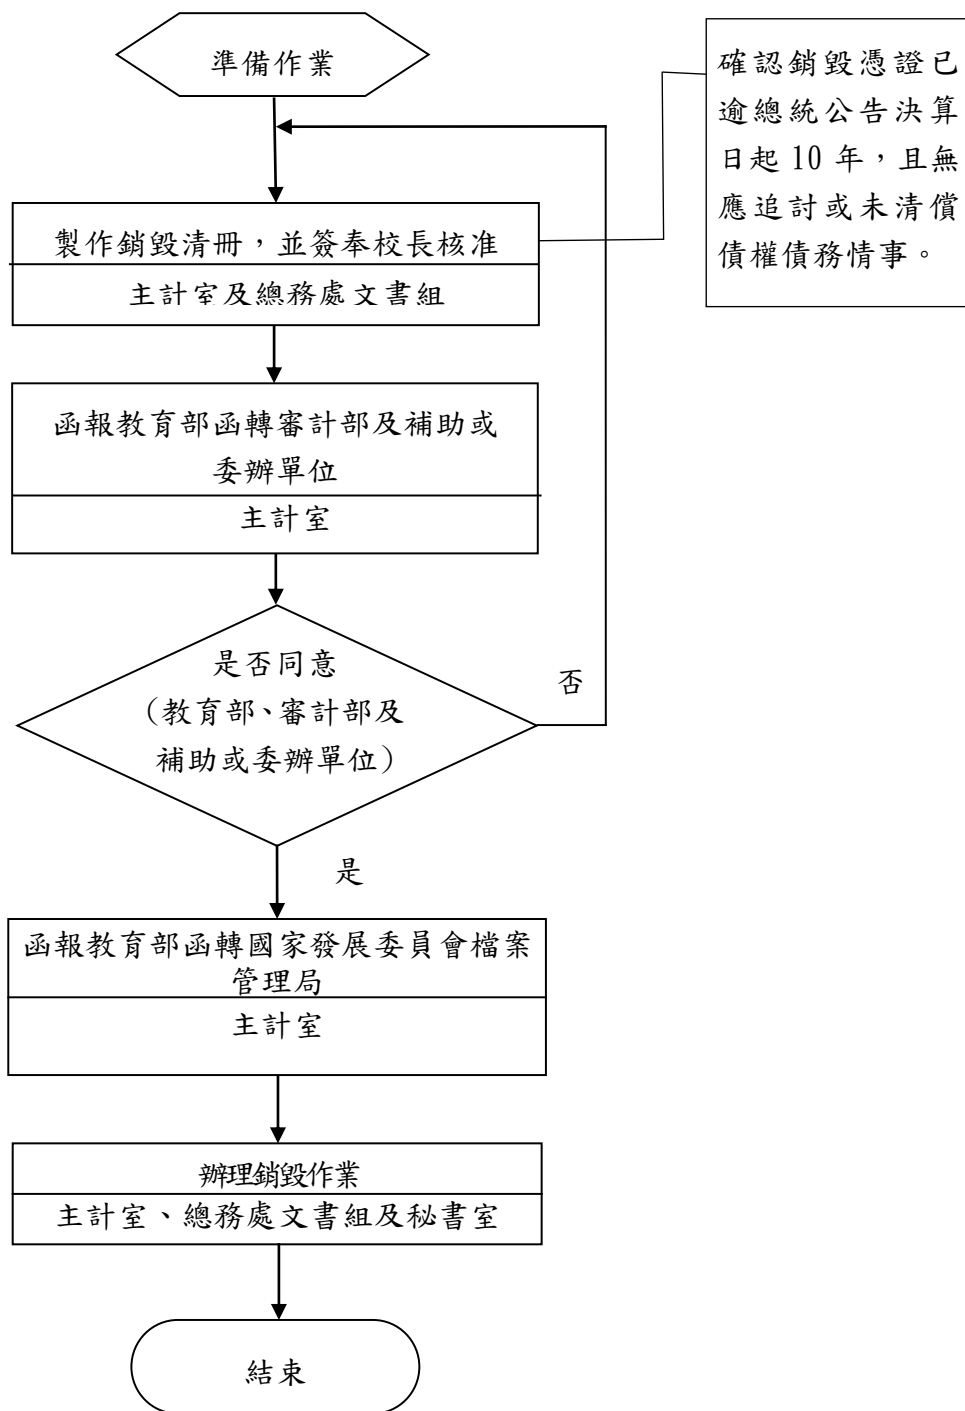 準備作業
確認銷毀憑證已
逾總統公告決算
日起 10 年，且無
應追討或未清償
債權債務情事。
製作銷毀清冊，並簽奉校長核准
主計室及總務處文書組
函報教育部函轉審計部及補助或
委辦單位
主計室
是否同意
（教育部、審計部及
補助或委辦單位）
否
是
函報教育部函轉國家發展委員會檔案
管理局
主計室
辦理銷毀作業
主計室、總務處文書組及秘書室
結束